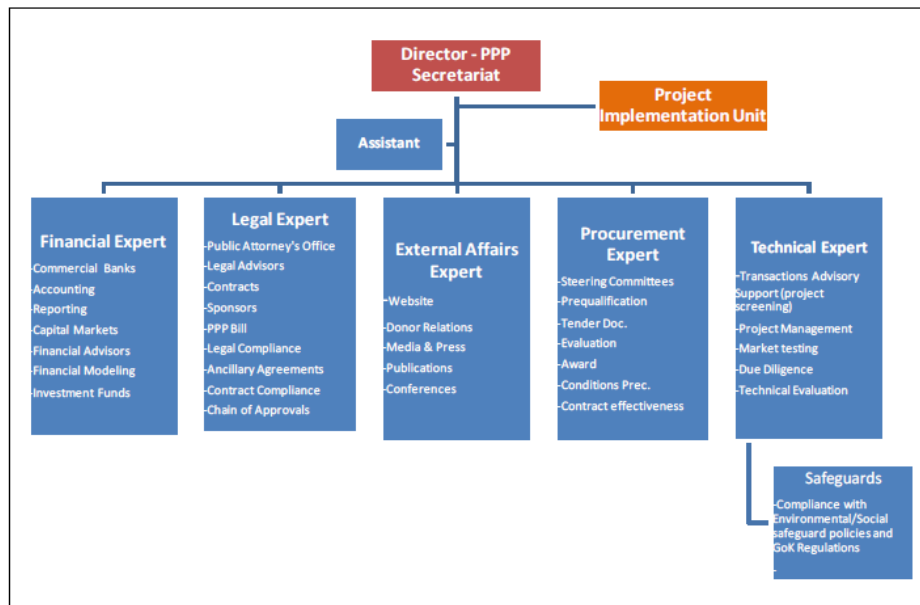 Director - PPP
Secretariat
Project
Implementation Unit
Assistant
Financial Expert
-Commercial Banks
-Accounting
-Reporting
-Capital Markets
-Financial Advisors
-Financial Modeling
-Investment Funds
Legal Expert
-Public Attorney's Office
-Legal Advisors
-Contracts
-Sponsors
-PPP Bill
-Legal Compliance
-Ancillary Agreements
-Contract Compliance
-Chain of Approvals
External Affairs
Expert
-Website
-Donor Relations
-Media & Press
-Publications
-Conferences
Procurement
Expert
-Steering Committees
-Prequalification
-Tender Doc.
-Evaluation
-Award
-Conditions Prec.
-Contract effectiveness
Technical Expert
-Transactions Advisory
Support (project
screening)
-Project Management
-Market testing
-Due Diligence
-Technical Evaluation
Safeguards
-Compliance with
Environmental/Social
safeguard policies and
GoK Regulations
-